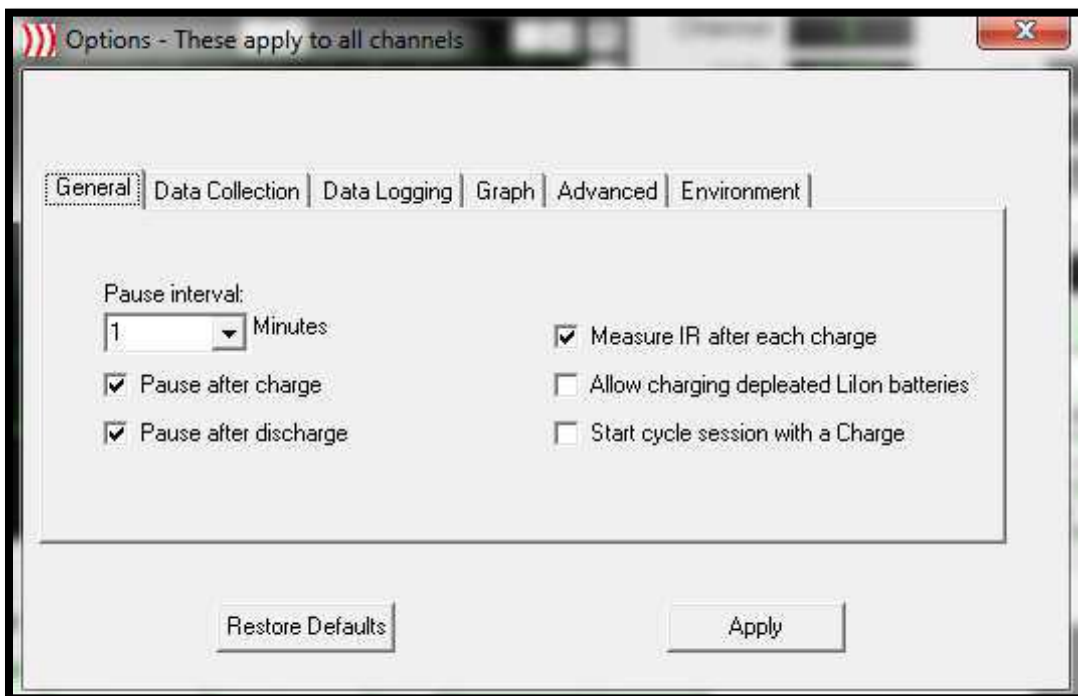 Options - These apply to all channels
General
Data Collection
Data Logging
Graph
Advanced
Environment
Pause interval:
1
Minutes
Pause after charge
Pause after discharge
Measure IR after each charge
Allow charging depleated LiIon batteries
Start cycle session with a Charge
Restore Defaults
Apply